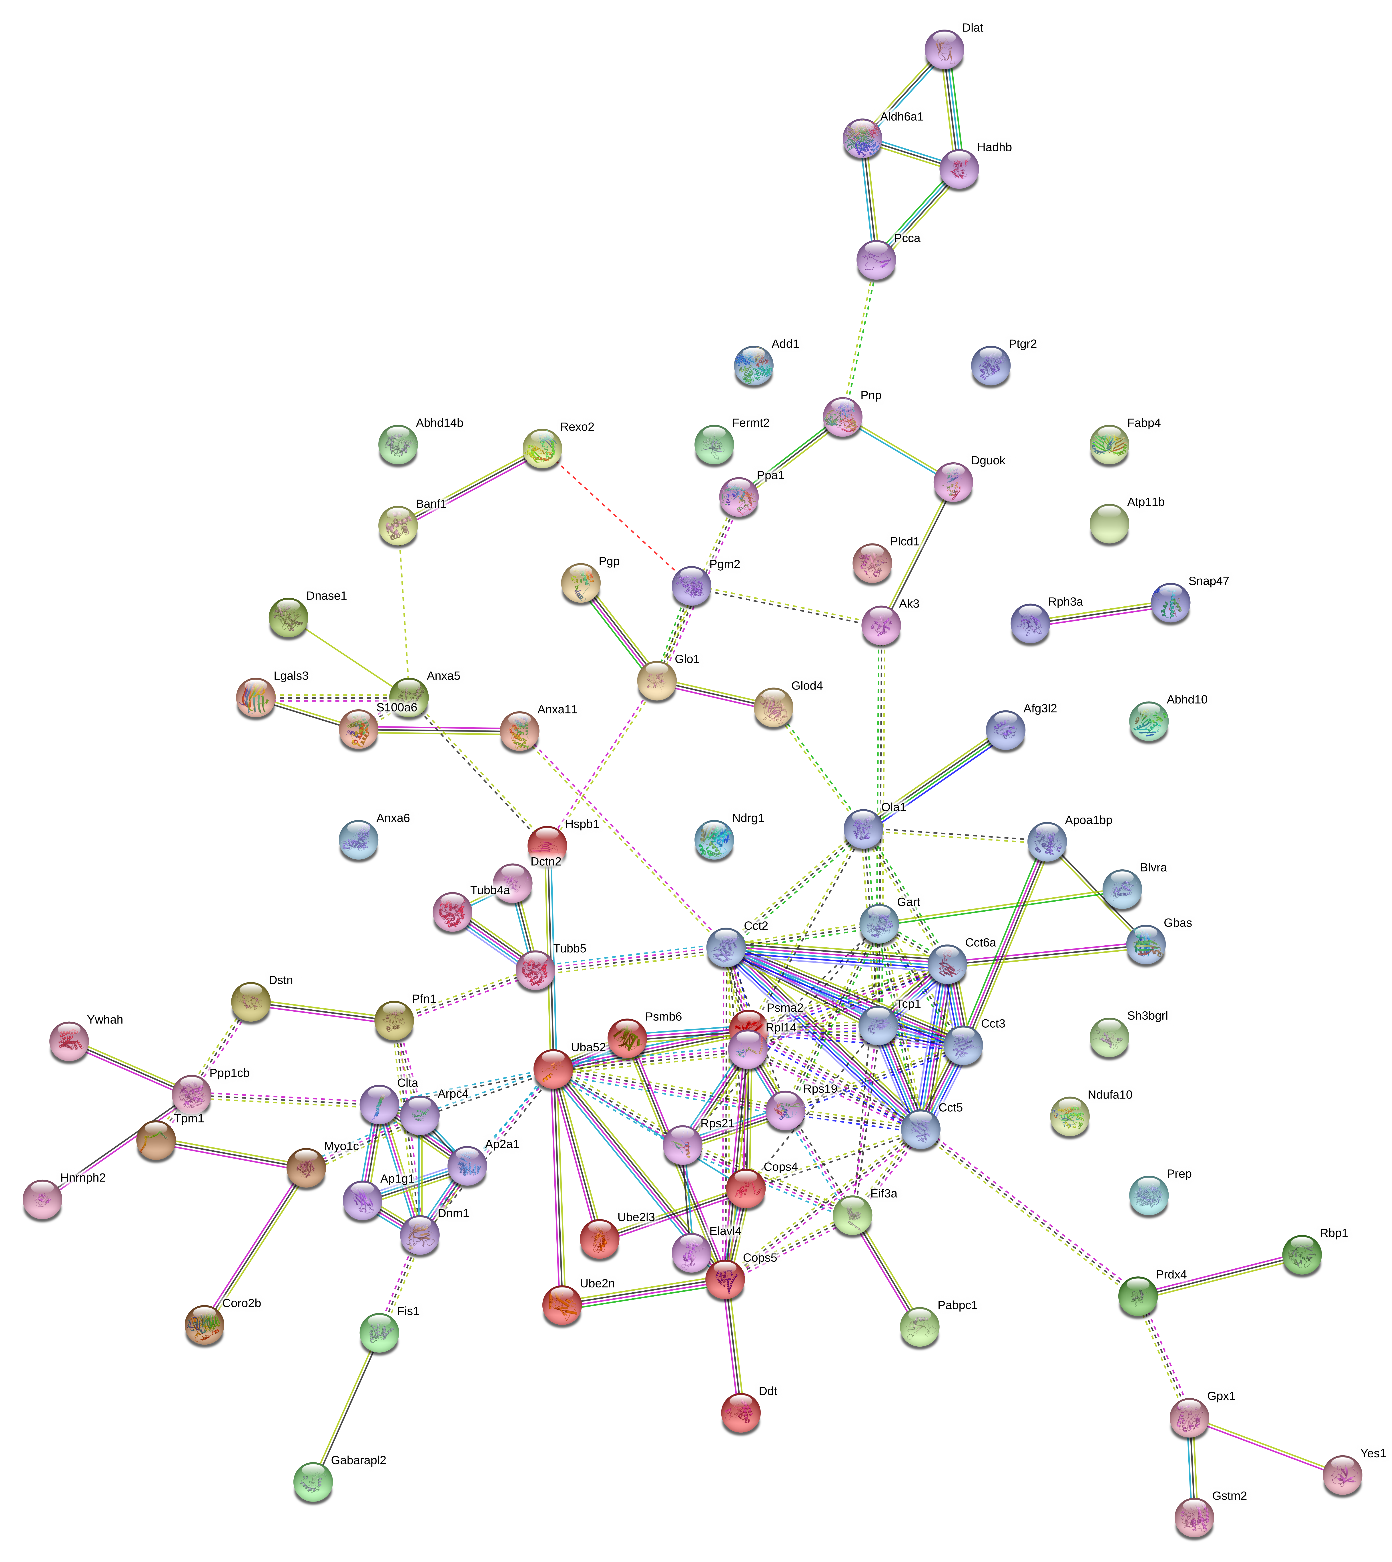 Dlat
Aldh6a1
Hadhb
Pcca
Add1
Ptgr2
Pnp
Abhd14b
Rexo2
Fermt2
Fabp4
Dguok
Ppa1
Banf1
Atp11b
Plcd1
Pgp
Pgm2
Snap47
Dnase1
Rph3a
Ak3
Glo1
Lgals3
Anxa5
Glod4
Abhd10
S100a6
Anxa11
Afg3l2
Ola1
Anxa6
Hspb1
Ndrg1
Apoa1bp
Dctn2
Blvra
Tubb4a
Gart
Gbas
Cct2
Cct6a
Tubb5
Dstn
Pfn1
Tcp1
Psma2
Ywhah
Psmb6
Cct3
Sh3bgrl
Rpl14
Uba52
Ppp1cb
Clta
Arpc4
Rps19
Ndufa10
Tpm1
Cct5
Rps21
Myo1c
Ap2a1
Cops4
Prep
Hnrnph2
Ap1g1
Eif3a
Dnm1
Ube2l3
Elavl4
Rbp1
Cops5
Prdx4
Ube2n
Coro2b
Fis1
Pabpc1
Ddt
Gpx1
Yes1
Gabarapl2
Gstm2